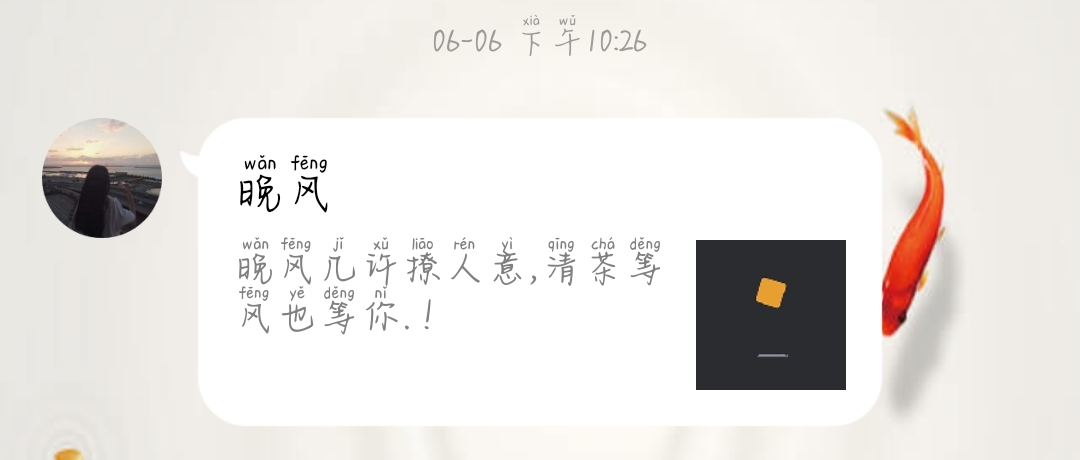 xià wǔ
06-06 下午10:26
wǎn fēng
晚风
wǎn fēng jǐ xǔ liāo rén yì qīng chá děng
晚风几许撩人意,清茶等
fēng yě děng nǐ
风也等你.!